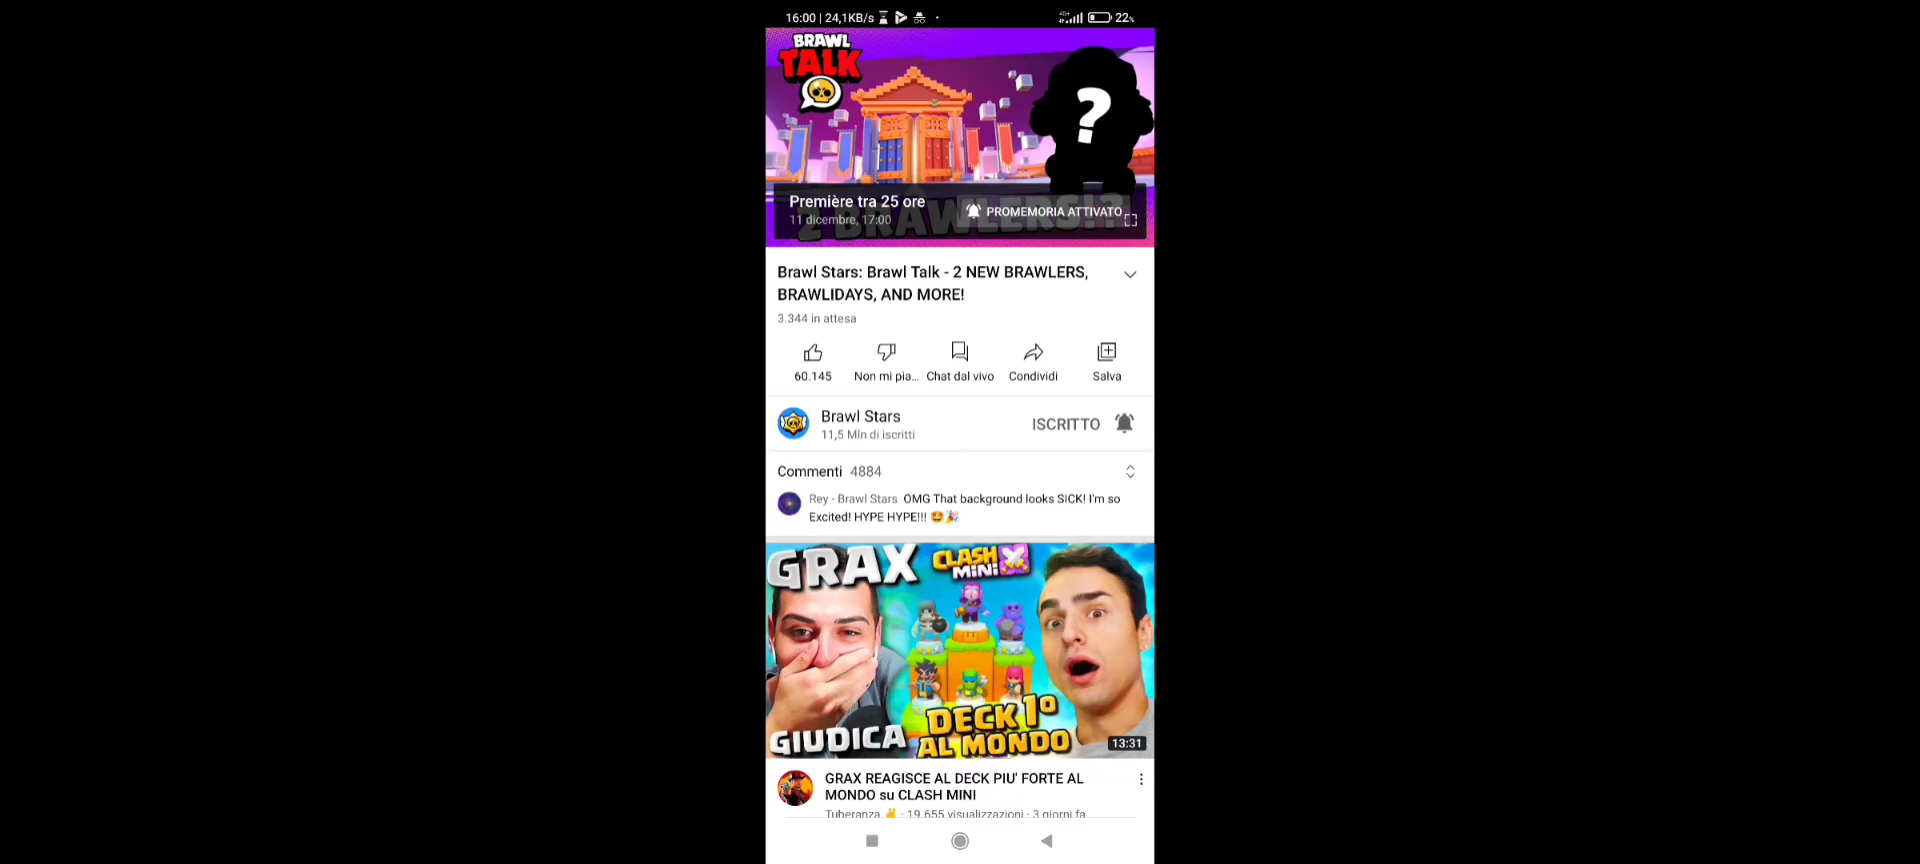 16:00 | 24,1KB/s
4G+
22%
BRAWL
TALK
?
Première tra 25 ore
11 dicembre, 17:00
PROMEMORIA ATTIVATO
2 BRAWLERS!?
Brawl Stars: Brawl Talk - 2 NEW BRAWLERS,
BRAWLIDAYS, AND MORE!
3.344 in attesa
60.145
Non mi pia...
Chat dal vivo
Condividi
Salva
Brawl Stars
11,5 Mln di iscritti
ISCRITTO
Commenti 4884
Rey - Brawl Stars OMG That background looks SICK! I'm so
Excited! HYPE HYPE!!! 🤩🎉
GRAX
CLASH
MINI
GIUDICA
DECK 1º
AL MONDO
13:31
GRAX REAGISCE AL DECK PIU' FORTE AL
MONDO su CLASH MINI
Tuberanza ✌ · 19.655 visualizzazioni · 3 giorni fa